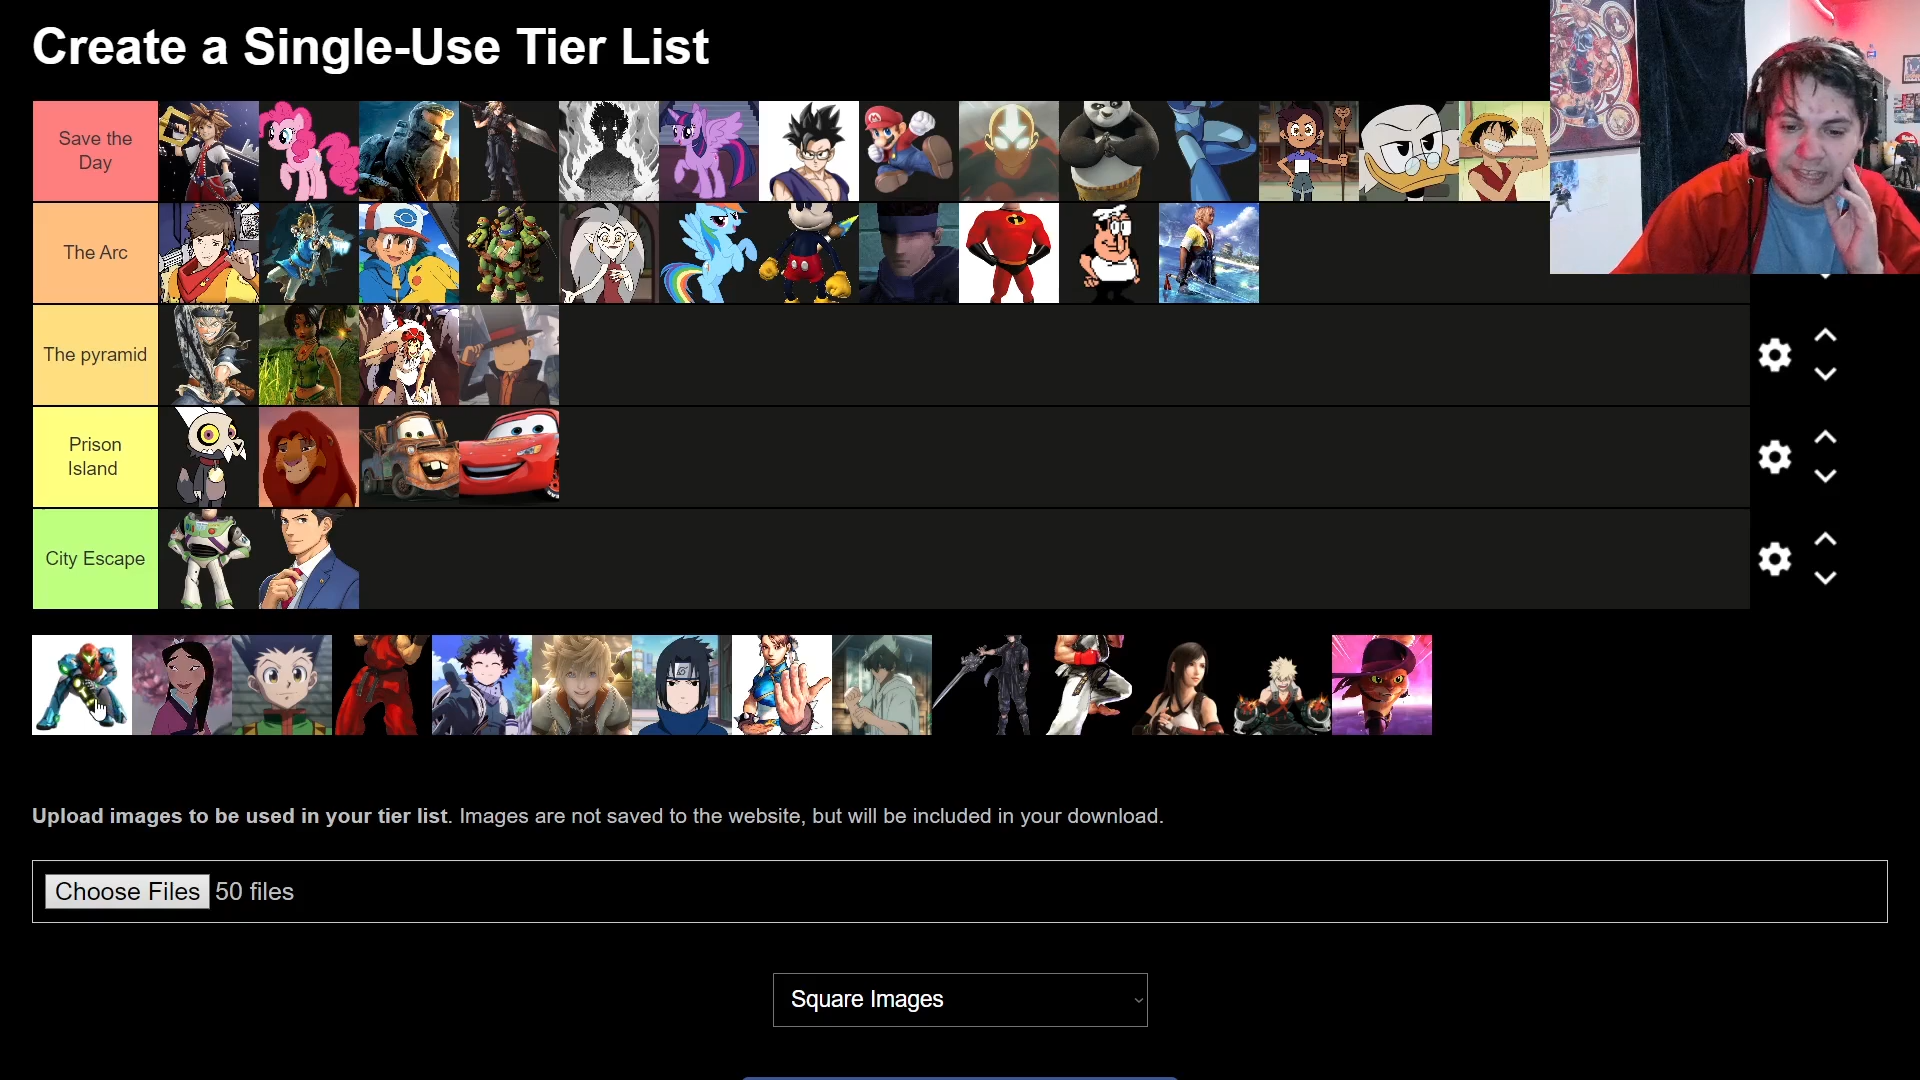 Create a Single-Use Tier List
Save the
Day
The Arc
The pyramid
Prison
Island
City Escape
Upload images to be used in your tier list. Images are not saved to the website, but will be included in your download.
Choose Files 50 files
Square Images